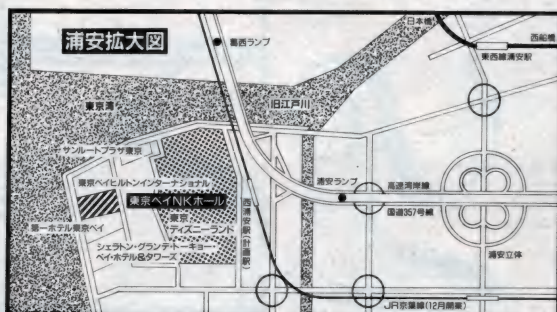 浦安拡大図
葛西ランプ
日本橋
西船橋
東西線浦安駅
東京湾
旧江戸川
サンルートプラザ東京
東京ベイヒルトンインターナショナル
東京ベイNKホール
第一ホテル東京ベイ
東京
ディズニーランド
シェラトン・グランデ・トーキョー・
ベイ・ホテル&タワーズ
西浦安駅(計画駅)
浦安ランプ
高速湾岸線
国道357号線
浦安立体
JR京葉線(12月開業)